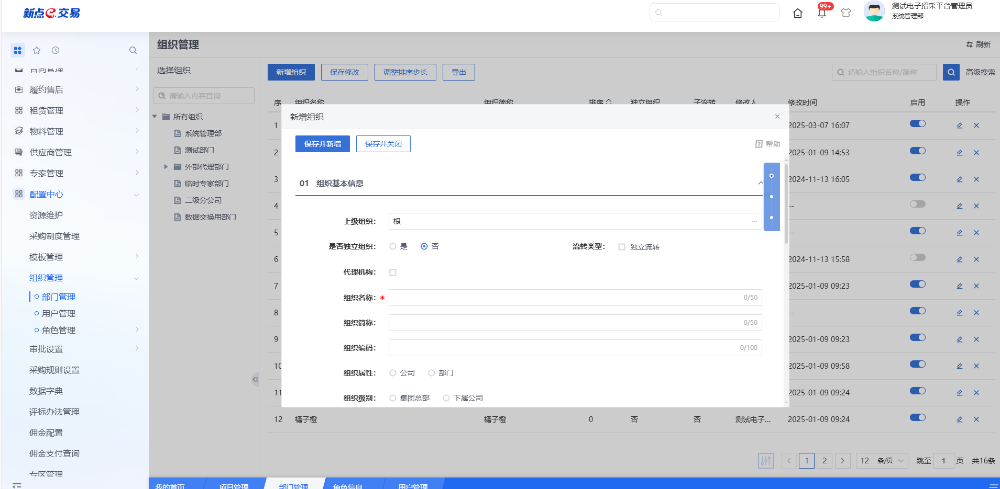 新点e交易
99+
测试电子招采平台管理员
系统管理部
合同管理
履约售后
租赁管理
物料管理
供应商管理
专家管理
配置中心
资源维护
采购制度管理
模板管理
组织管理
部门管理
用户管理
角色管理
审批设置
采购规则设置
数据字典
评标办法管理
佣金配置
佣金支付查询
专区管理
组织管理
刷新
选择组织
请输入内容查询
所有组织
系统管理部
测试部门
外部代理部门
临时专家部门
二级分公司
数据交换用部门
新增组织 保存修改 调整排序步长 导出
请输入组织名称/简称 高级搜索
序 组织名称 组织简称 排序 独立组织 子流转 修改人 修改时间 启用 操作
1 2025-03-07 16:07
2 2025-01-09 14:53
3 2024-11-13 16:05
4 --
5 --
6 2024-11-13 15:58
7 2025-01-09 09:23
8 --
9 2025-01-09 09:23
10 2025-01-09 09:58
11 2025-01-09 09:24
12 橘子橙 橘子橙 0 否 否 测试电子... 2025-01-09 09:24
新增组织
保存并新增 保存并关闭 帮助
01 组织基本信息
上级组织： 根 ...
是否独立组织： 是 否 流转类型： 独立流转
代理机构：
组织名称： * 0/50
组织简称： 0/50
组织编码： 0/100
组织属性： 公司 部门
组织级别： 集团总部 下属公司
1 2 12 条/页 跳至 1 页 共16条
我的首页 项目管理 部门管理 角色信息 用户管理